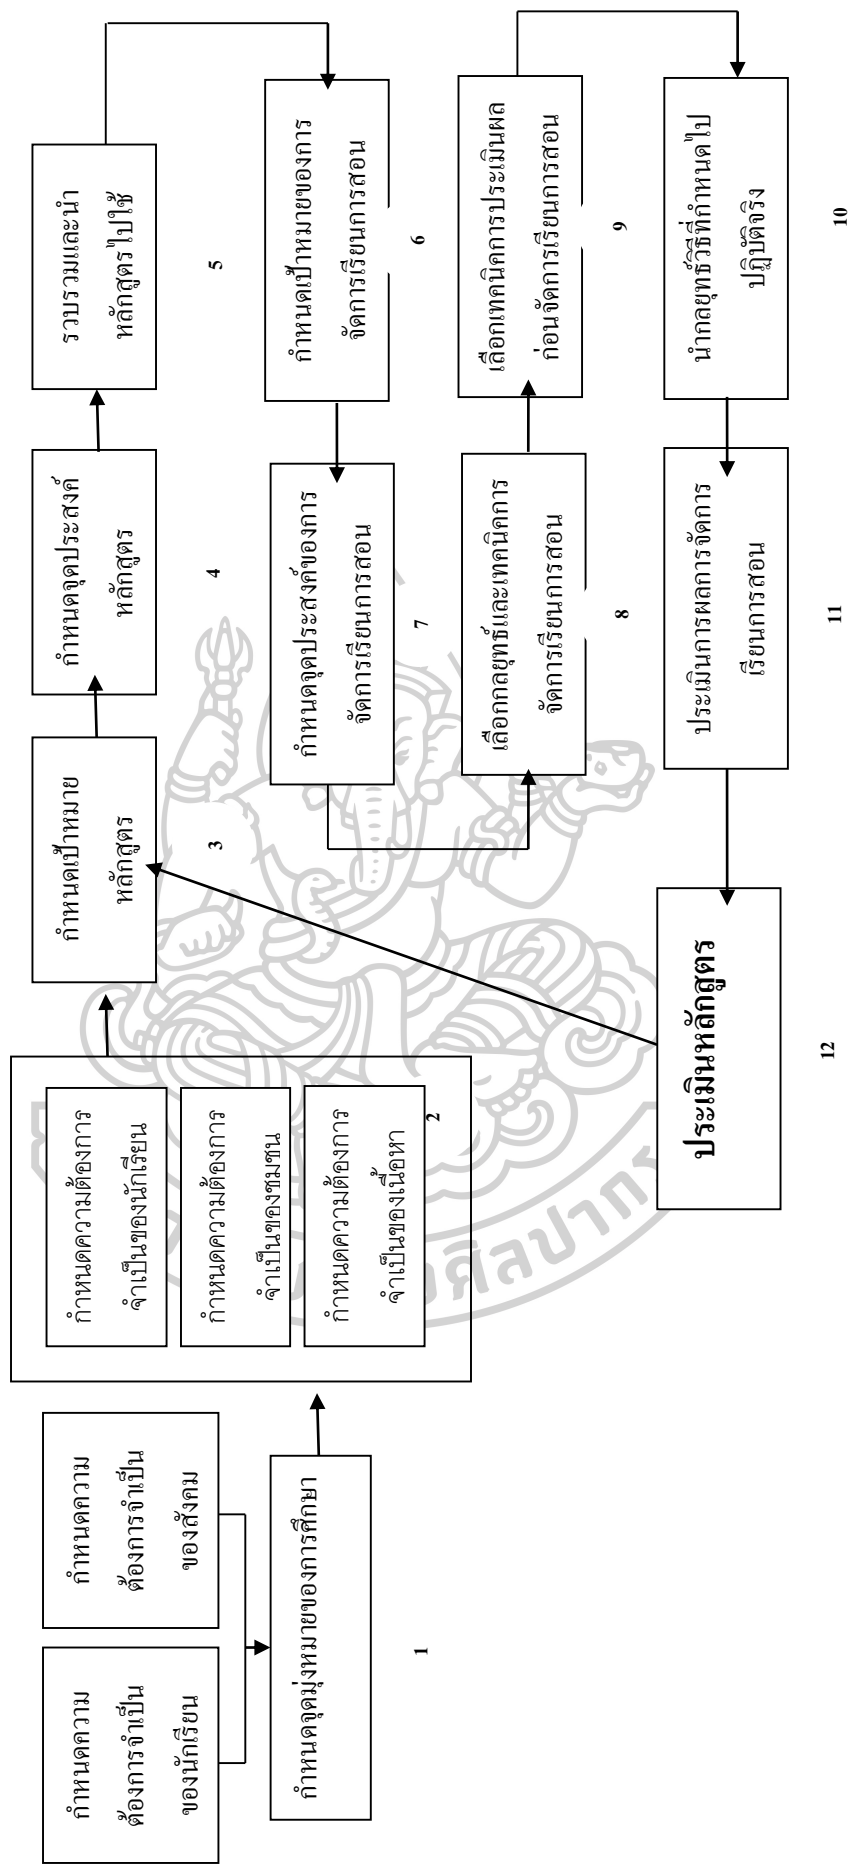 กำหนดความ
ต้องการจำเป็น
ของนักเรียน
กำหนดความ
ต้องการจำเป็น
ของสังคม
กำหนดจุดมุ่งหมายของการศึกษา
1
กำหนดความต้องการ
จำเป็นของนักเรียน
กำหนดความต้องการ
จำเป็นของชุมชน
กำหนดความต้องการ
จำเป็นของเนื้อหา
2
กำหนดเป้าหมาย
หลักสูตร
3
กำหนดจุดประสงค์
หลักสูตร
4
รวบรวมและนำ
หลักสูตรไปใช้
5
กำหนดเป้าหมายของการ
จัดการเรียนการสอน
6
กำหนดจุดประสงค์ของการ
จัดการเรียนการสอน
7
เลือกกลยุทธ์และเทคนิคการ
จัดการเรียนการสอน
8
เลือกเทคนิคการประเมินผล
ก่อนจัดการเรียนการสอน
9
นำกลยุทธ์วิธีที่กำหนดไป
ปฏิบัติจริง
10
ประเมินการผลการจัดการ
เรียนการสอน
11
ประเมินหลักสูตร
12
ศิลปากร